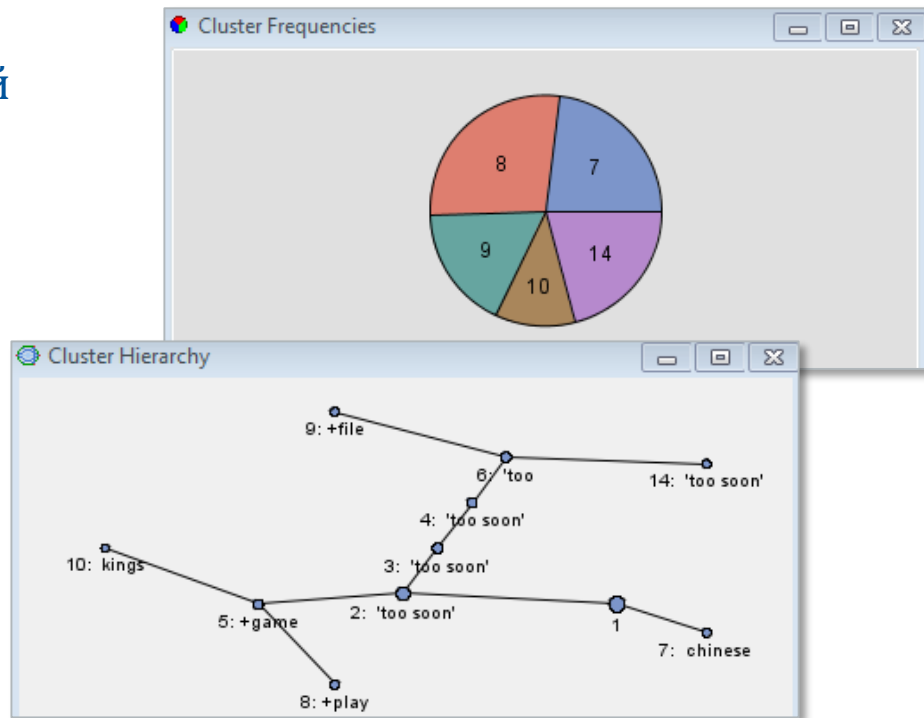 Cluster Frequencies
й
8
7
9
14
10
Cluster Hierarchy
9: +file
6: 'too
14: 'too soon'
4: 'too soon'
10: kings
3: 'too soon'
5: +game
2: 'too soon'
1
7: chinese
8: +play